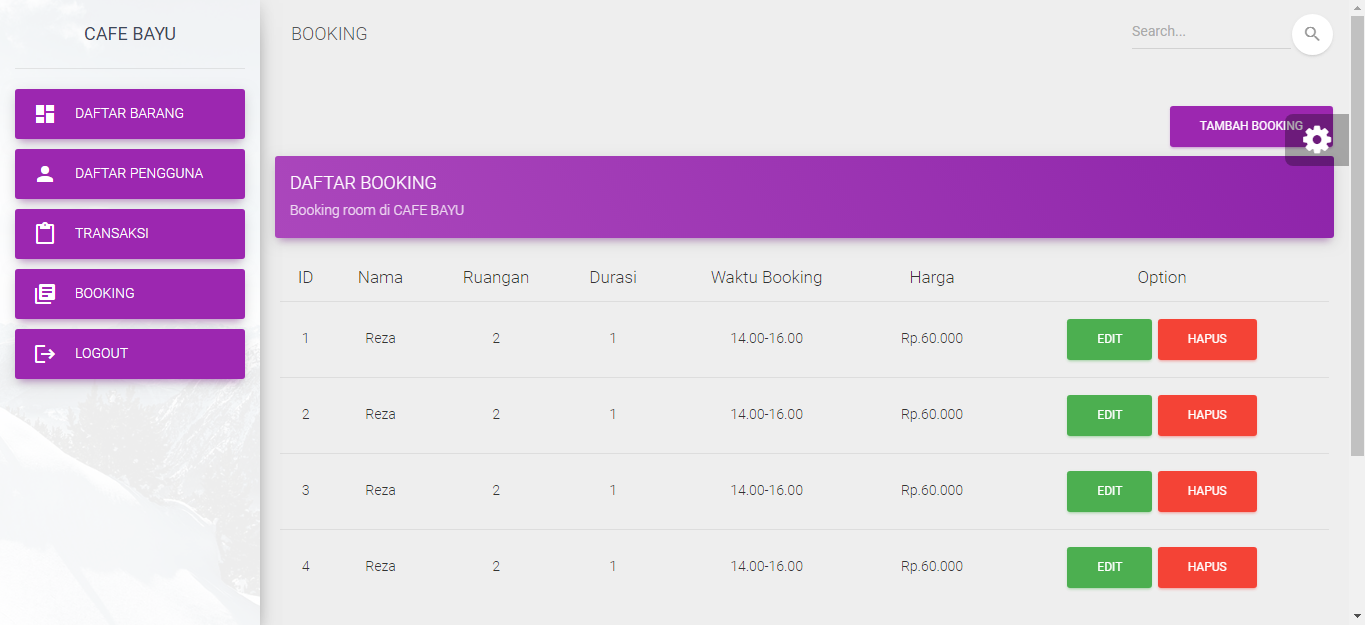 CAFE BAYU
DAFTAR BARANG
DAFTAR PENGGUNA
TRANSAKSI
BOOKING
LOGOUT
BOOKING
Search...
TAMBAH BOOKING
DAFTAR BOOKING
Booking room di CAFE BAYU
ID Nama Ruangan Durasi Waktu Booking Harga Option
1 Reza 2 1 14.00-16.00 Rp.60.000 EDIT HAPUS
2 Reza 2 1 14.00-16.00 Rp.60.000 EDIT HAPUS
3 Reza 2 1 14.00-16.00 Rp.60.000 EDIT HAPUS
4 Reza 2 1 14.00-16.00 Rp.60.000 EDIT HAPUS